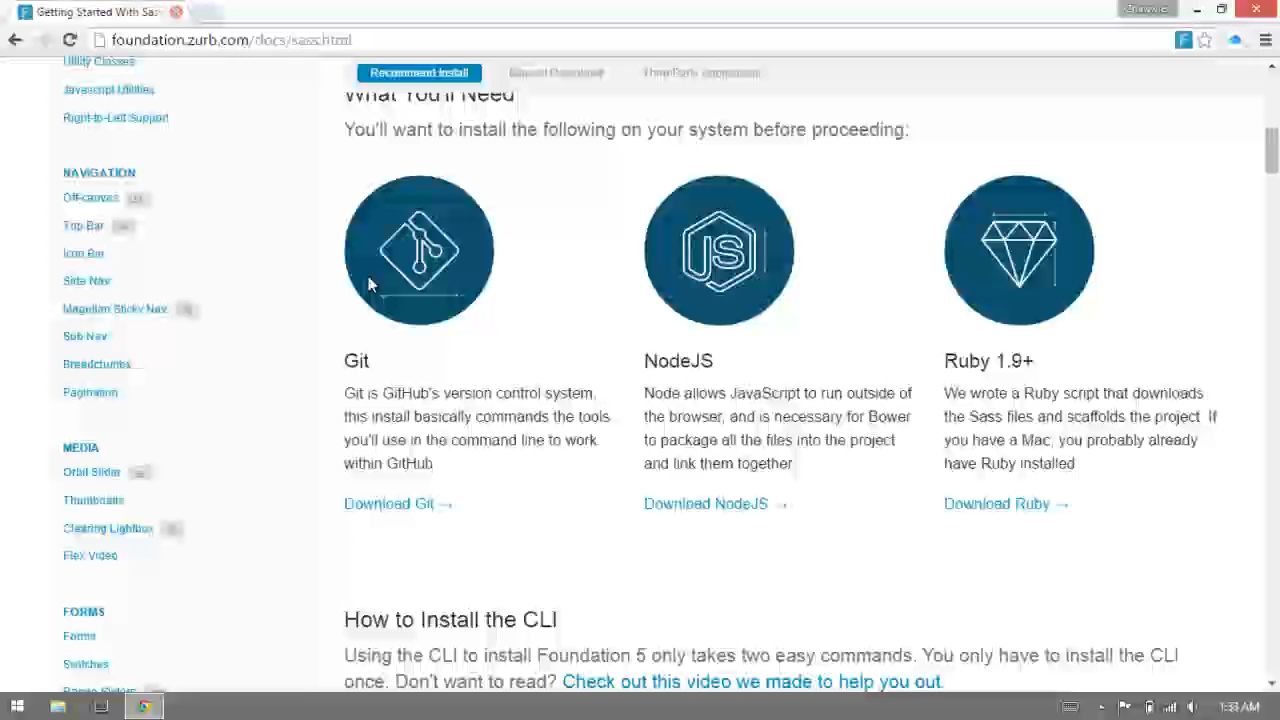 Getting Started With Sas
foundation.zurb.com/docs/sass.html
Utility Classes
Javascript Utilities
Right-to-Left Support
NAVIGATION
Off-canvas
Top Bar
Icon Bar
Side Nav
Magellan Sticky Nav
Sub Nav
Breadcrumbs
Pagination
MEDIA
Orbit Slider
Thumbnails
Clearing Lightbox
Flex Video
FORMS
Forms
Switches
Range Sliders
Recommend Install
What You'll Need
You'll want to install the following on your system before proceeding:
JS
Git
Git is GitHub's version control system,
this install basically commands the tools
you'll use in the command line to work
within GitHub
Download Git →
NodeJS
Node allows JavaScript to run outside of
the browser, and is necessary for Bower
to package all the files into the project
and link them together
Download NodeJS →
Ruby 1.9+
We wrote a Ruby script that downloads
the Sass files and scaffolds the project If
you have a Mac, you probably already
have Ruby installed
Download Ruby →
How to Install the CLI
Using the CLI to install Foundation 5 only takes two easy commands. You only have to install the CLI
once. Don't want to read? Check out this video we made to help you out.